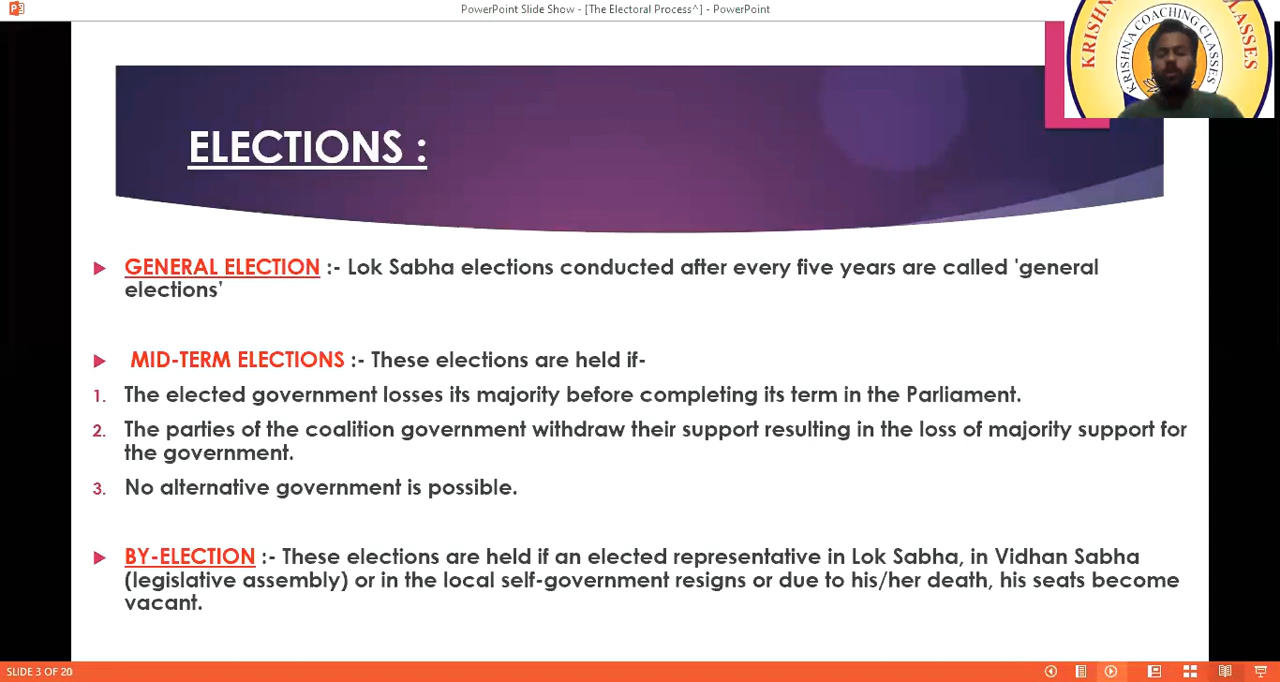 PowerPoint Slide Show - [The Electoral Process^] - PowerPoint
KRISHNA COACHING CLASSES
CLASSES
ELECTIONS :
GENERAL ELECTION :- Lok Sabha elections conducted after every five years are called 'general
elections'
MID-TERM ELECTIONS :- These elections are held if-
1. The elected government losses its majority before completing its term in the Parliament.
2. The parties of the coalition government withdraw their support resulting in the loss of majority support for
the government.
3. No alternative government is possible.
BY-ELECTION :- These elections are held if an elected representative in Lok Sabha, in Vidhan Sabha
(legislative assembly) or in the local self-government resigns or due to his/her death, his seats become
vacant.
SLIDE 3 OF 20